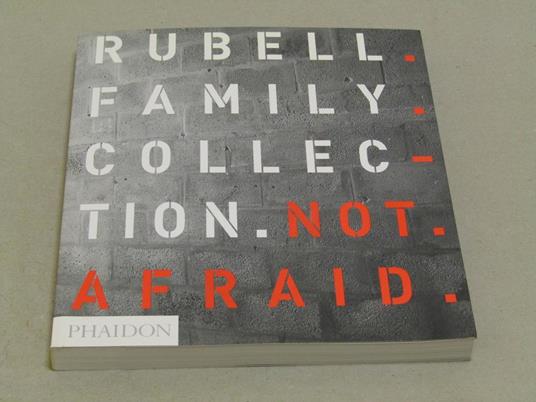 RUBELL.
FAMILY.
COLLEC-
TION.NOT.
AFRAID.
PHAIDON